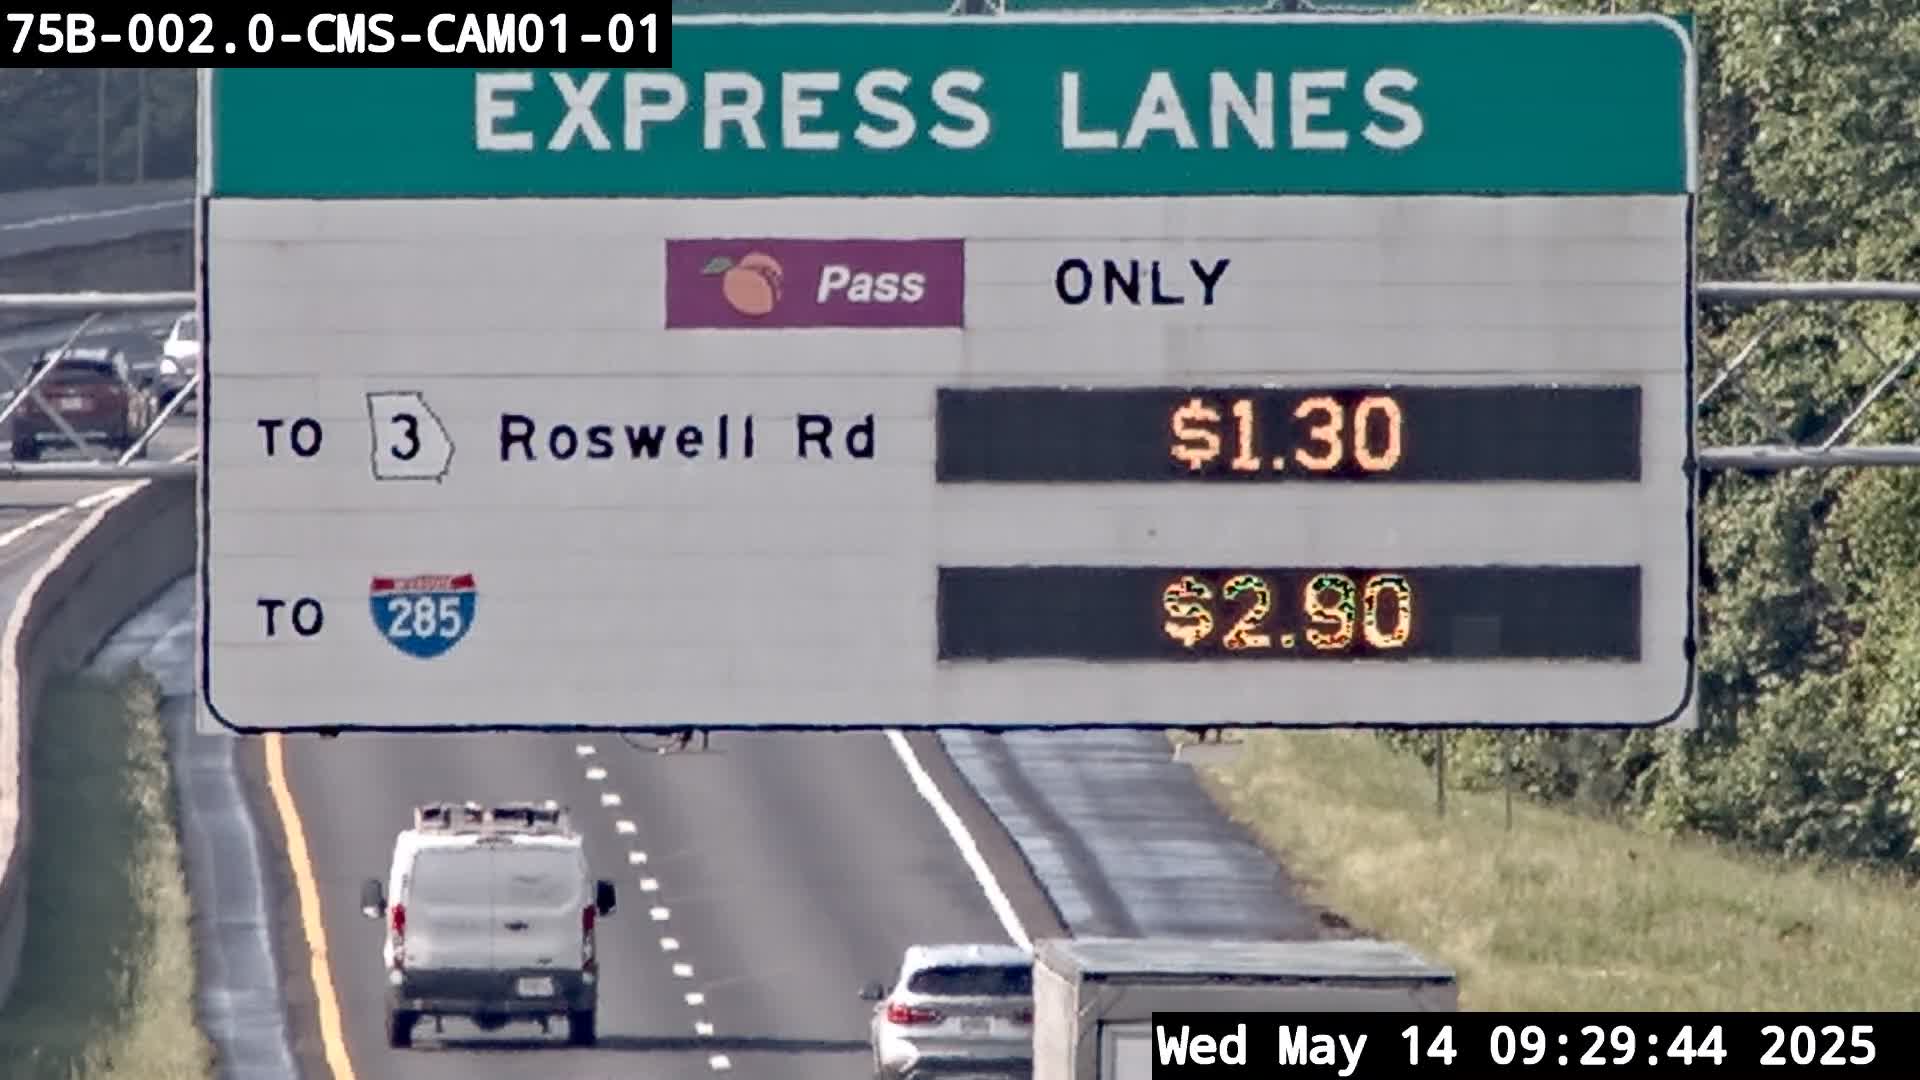 75B-002.0-CMS-CAM01-01
EXPRESS LANES
Pass ONLY
TO 3 Roswell Rd $1.30
TO 285 $2.90
Wed May 14 09:29:44 2025